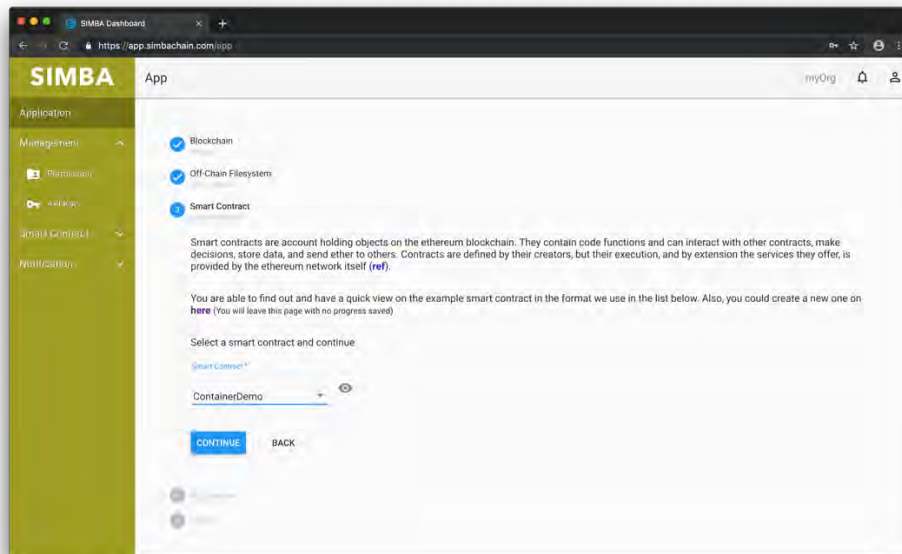 SIMBA Dashboard
https://app.simbachain.com/app
SIMBA
App
myOrg
Application
Management
Permission
Smart Contract
Notification
Blockchain
Off-Chain Filesystem
3 Smart Contract
Smart contracts are account holding objects on the ethereum blockchain. They contain code functions and can interact with other contracts, make
decisions, store data, and send ether to others. Contracts are defined by their creators, but their execution, and by extension the services they offer, is
provided by the ethereum network itself (ref).
You are able to find out and have a quick view on the example smart contract in the format we use in the list below. Also, you could create a new one on
here (You will leave this page with no progress saved)
Select a smart contract and continue
Smart Contract *
ContainerDemo
CONTINUE BACK